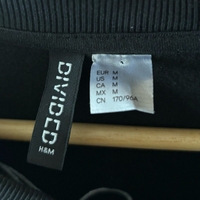 DIVIDED
H&M
EUR M
US M
CA M
MX M
CN 170/96A